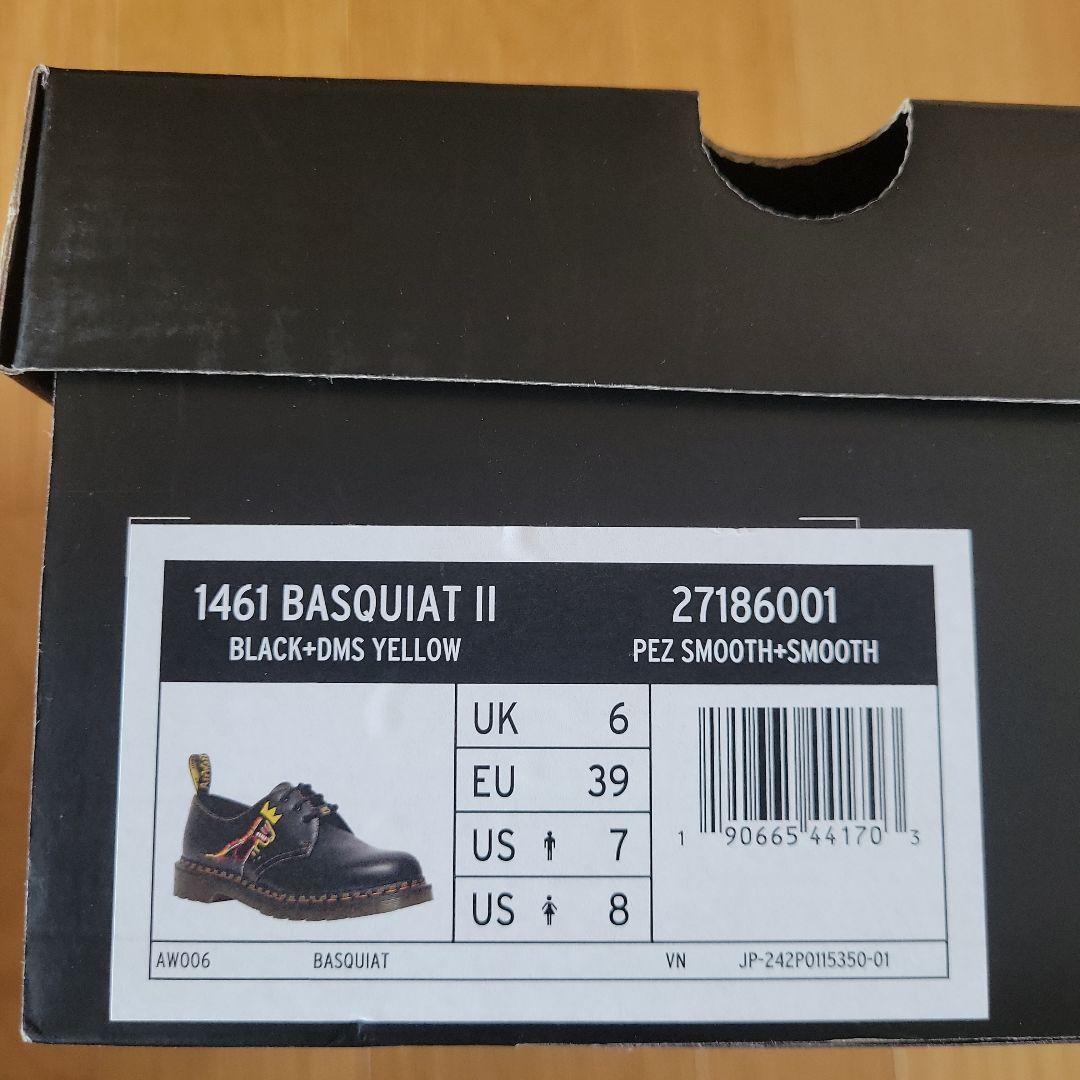 1461 BASQUIAT II
BLACK+DMS YELLOW
27186001
PEZ SMOOTH+SMOOTH
UK 6
EU 39
US 7
US 8
1 90665 44170 3
AW006 BASQUIAT VN JP-242P0115350-01